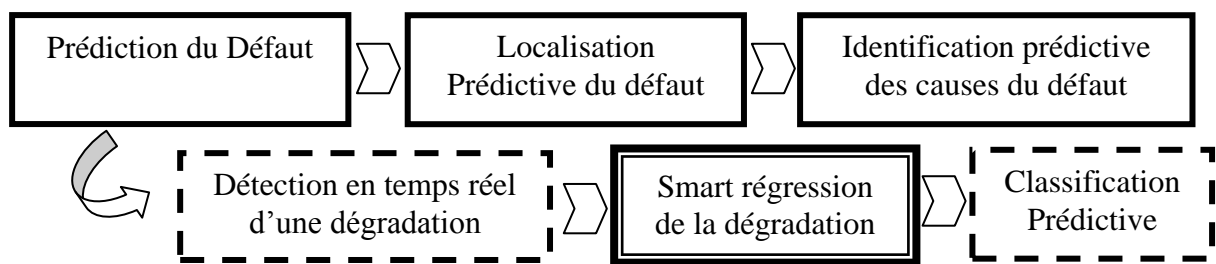 Prédiction du Défaut
Localisation
Prédictive du défaut
Identification prédictive
des causes du défaut
Détection en temps réel
d’une dégradation
Smart régression
de la dégradation
Classification
Prédictive